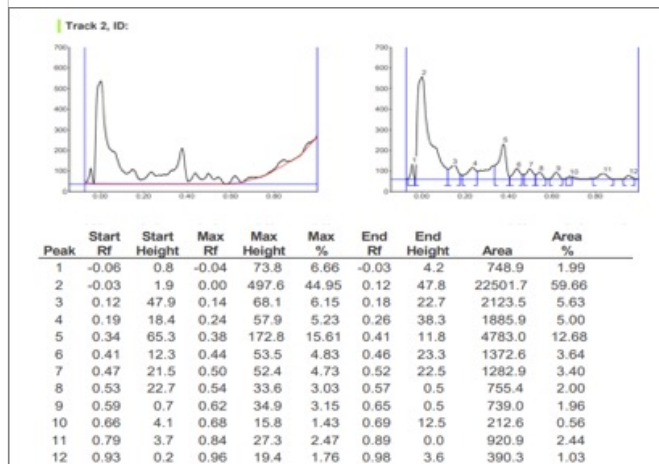 Track 2, ID:
700 700
600 600
500 500
400 400
300 300
200 200
100 100
0 0
0.00 0.20 0.40 0.60 0.80 0.00 0.20 0.40 0.60 0.80
1 2 3 4 5 6 7 8 9 10 11 12
Start Start Max Max Max End End Area
Peak Rf Height Rf Height % Rf Height Area %
1 -0.06 0.8 -0.04 73.8 6.66 -0.03 4.2 748.9 1.99
2 -0.03 1.9 0.00 497.6 44.95 0.12 47.8 22501.7 59.66
3 0.12 47.9 0.14 68.1 6.15 0.18 22.7 2123.5 5.63
4 0.19 18.4 0.24 57.9 5.23 0.26 38.3 1885.9 5.00
5 0.34 65.3 0.38 172.8 15.61 0.41 11.8 4783.0 12.68
6 0.41 12.3 0.44 53.5 4.83 0.46 23.3 1372.6 3.64
7 0.47 21.5 0.50 52.4 4.73 0.52 22.5 1282.9 3.40
8 0.53 22.7 0.54 33.6 3.03 0.57 0.5 755.4 2.00
9 0.59 0.7 0.62 34.9 3.15 0.65 0.5 739.0 1.96
10 0.66 4.1 0.68 15.8 1.43 0.69 12.5 212.6 0.56
11 0.79 3.7 0.84 27.3 2.47 0.89 0.0 920.9 2.44
12 0.93 0.2 0.96 19.4 1.76 0.98 3.6 390.3 1.03